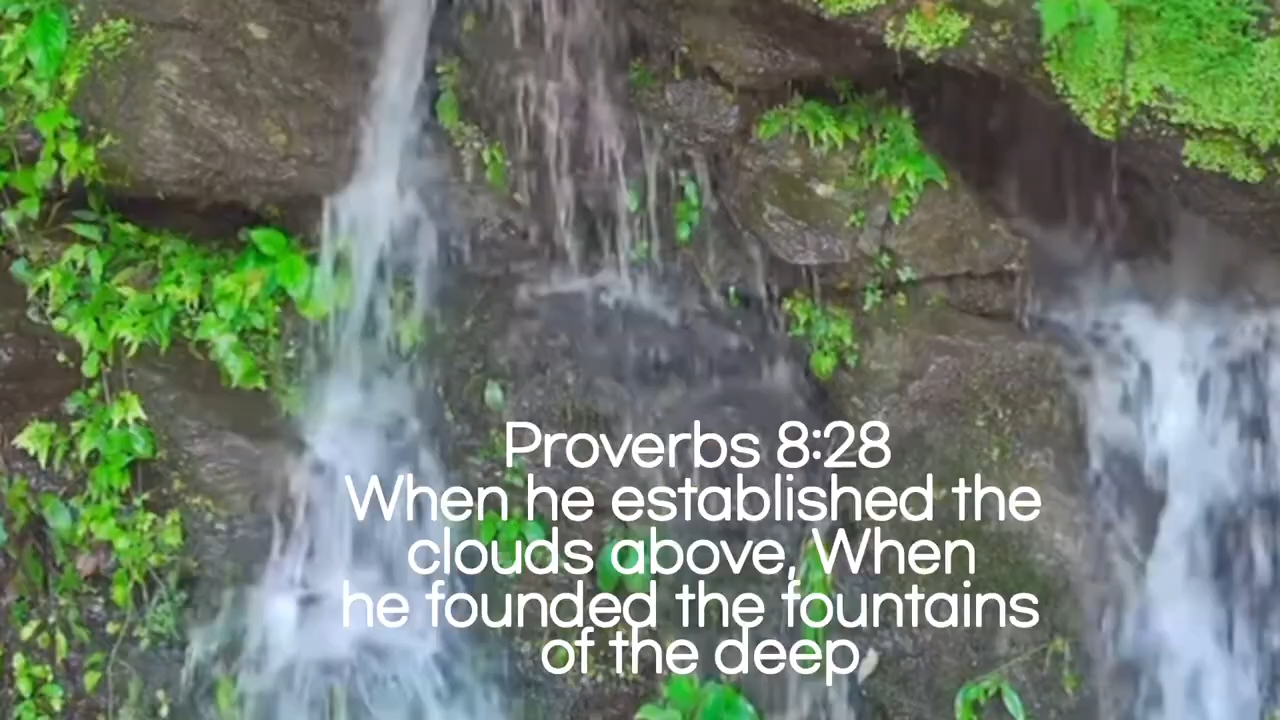 Proverbs 8:28
When he established the
clouds above, When
he founded the fountains
of the deep